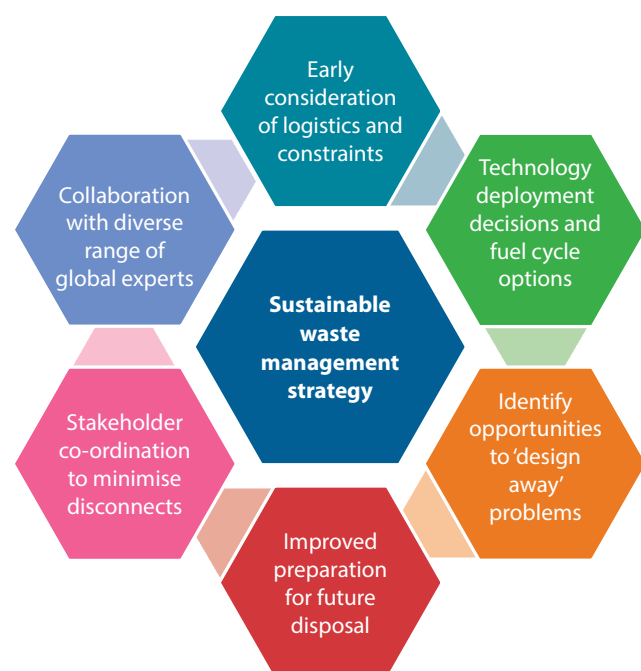 Early
consideration
of logistics and
constraints
Technology
deployment
decisions and
fuel cycle
options
Identify
opportunities
to ‘design
away’
problems
Improved
preparation
for future
disposal
Stakeholder
co-ordination
to minimise
disconnects
Collaboration
with diverse
range of
global experts
Sustainable
waste
management
strategy